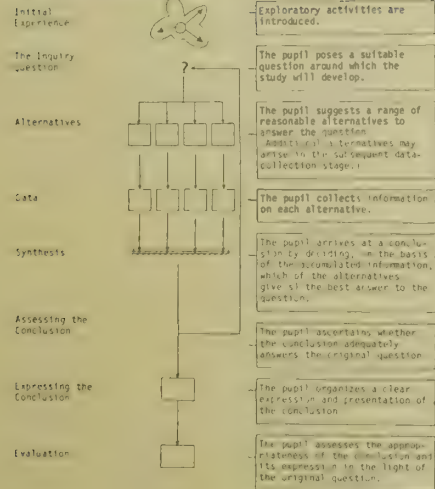 Initial
Experience
Exploratory activities are
introduced.
The Inquiry
Question
?
The pupil poses a suitable
question around which the
study will develop.
Alternatives
The pupil suggests a range of
reasonable alternatives to
answer the question
Additional alternatives may
arise in the subsequent data-
collection stage.)
Data
The pupil collects information
on each alternative.
Synthesis
The pupil arrives at a conclu-
sion by deciding, on the basis
of the accumulated information,
which of the alternatives
the best answer to the
question.
Assessing the
Conclusion
The pupil ascertains whether
the conclusion adequately
answers the original question
Expressing the
Conclusion
The pupil organizes a clear
expression and presentation of
the conclusion
Evaluation
The pupil assesses the approp-
riateness of the conclusion and
its expression in the light of
the original question.